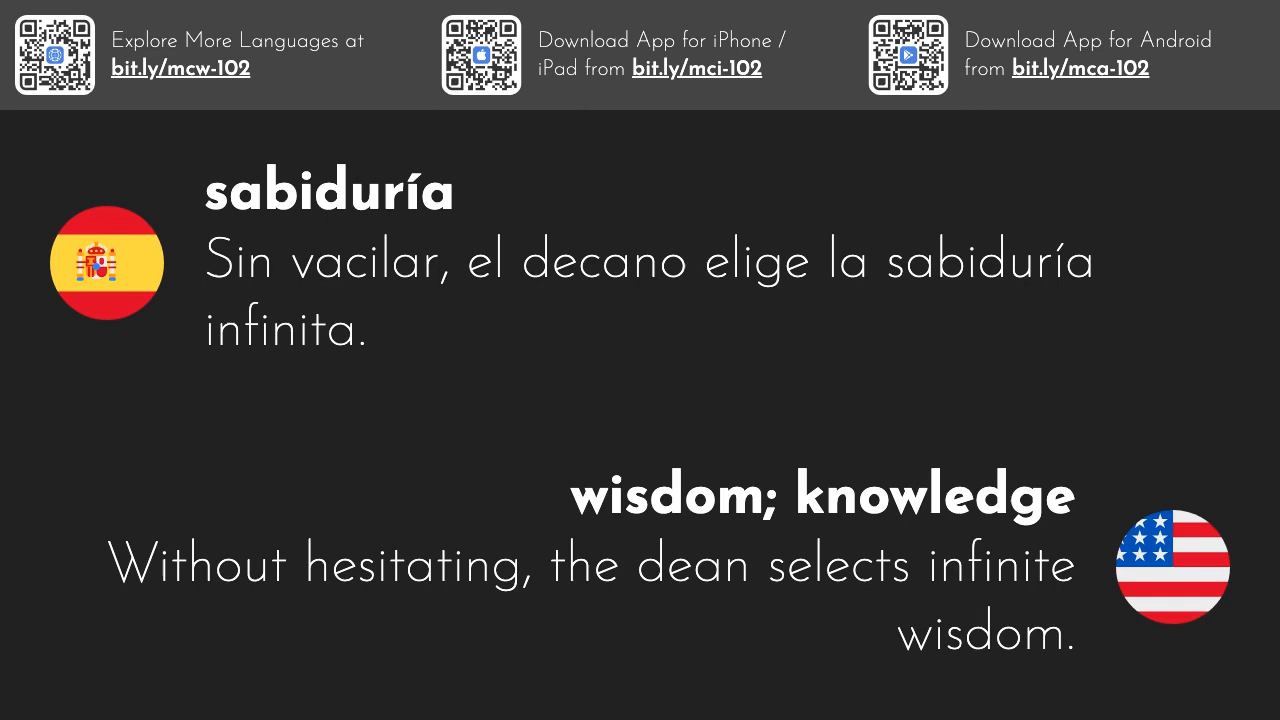 Explore More Languages at
bit.ly/mcw-102
Download App for iPhone /
iPad from bit.ly/mci-102
Download App for Android
from bit.ly/mca-102
sabiduría
Sin vacilar, el decano elige la sabiduría
infinita.
wisdom; knowledge
Without hesitating, the dean selects infinite
wisdom.